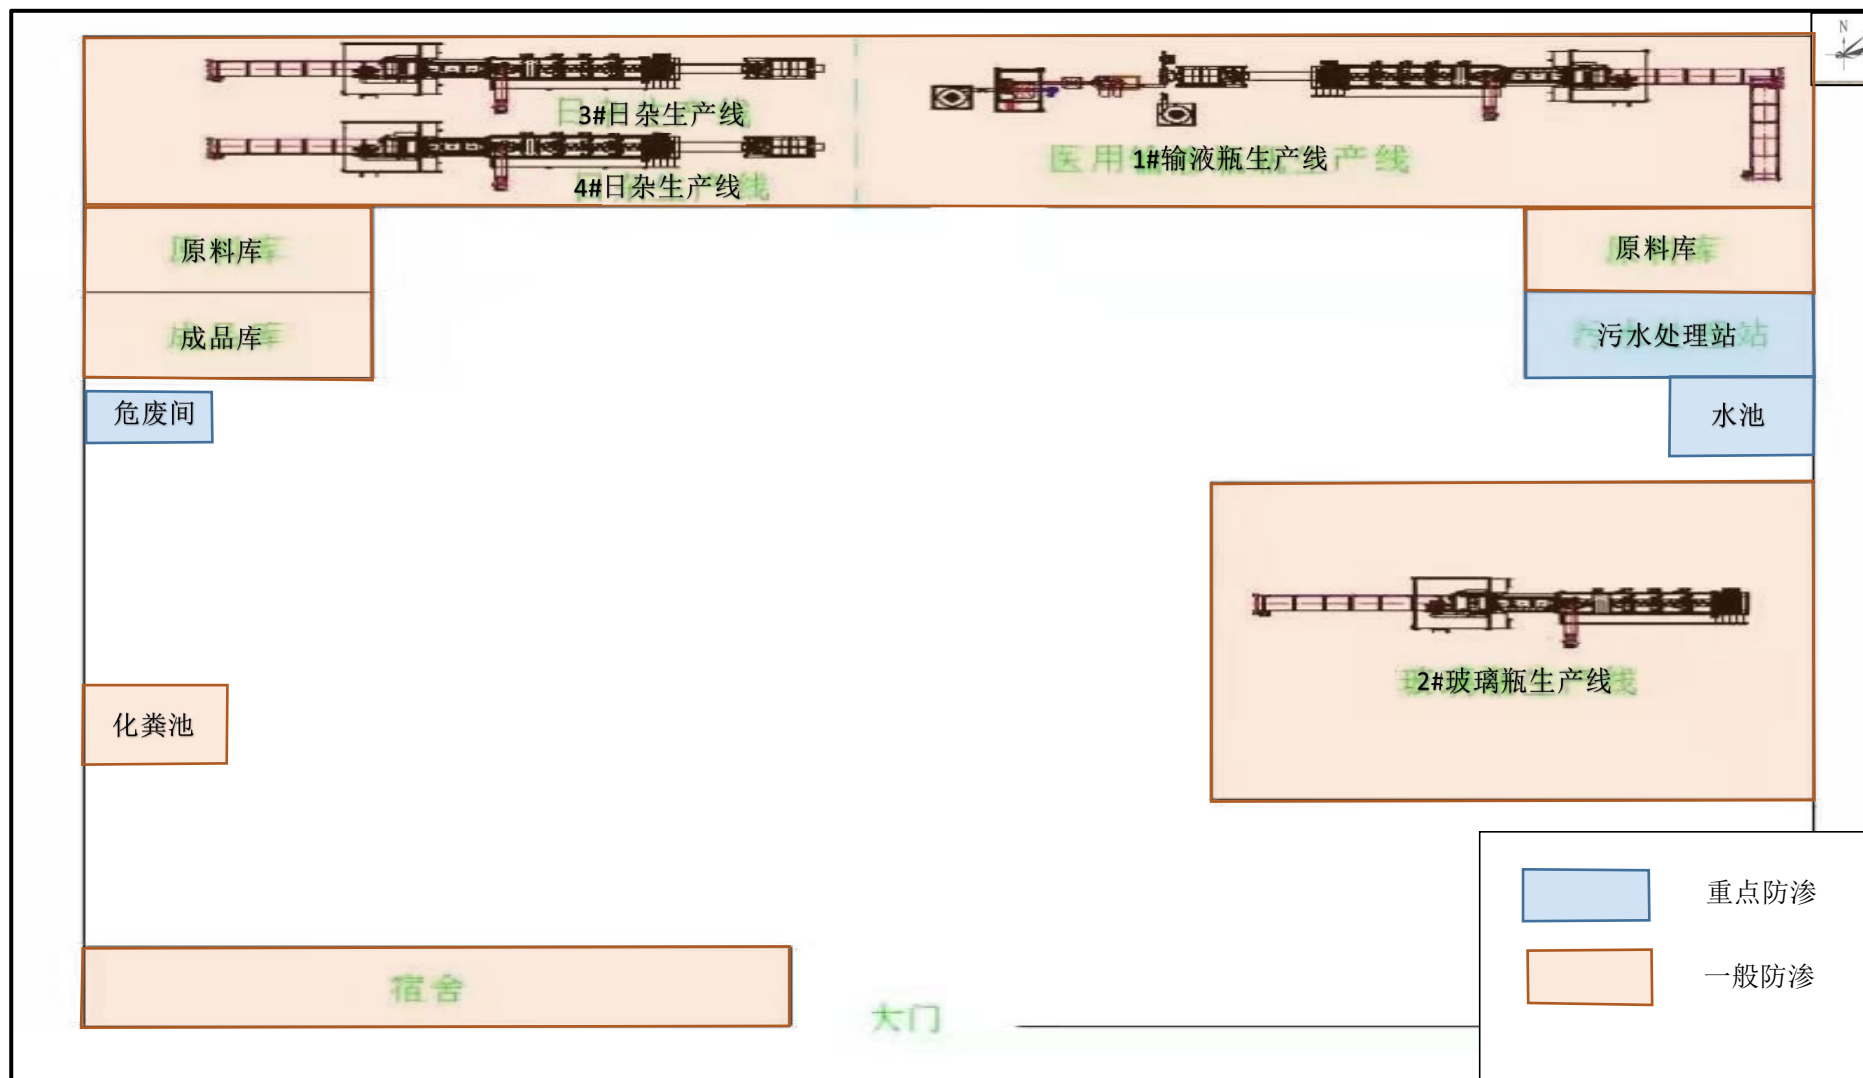 N
3#日杂生产线
4#日杂生产线
1#输液瓶生产线
原料库
原料库
成品库
污水处理站
危废间
水池
2#玻璃瓶生产线
化粪池
重点防渗
一般防渗
宿舍
大门